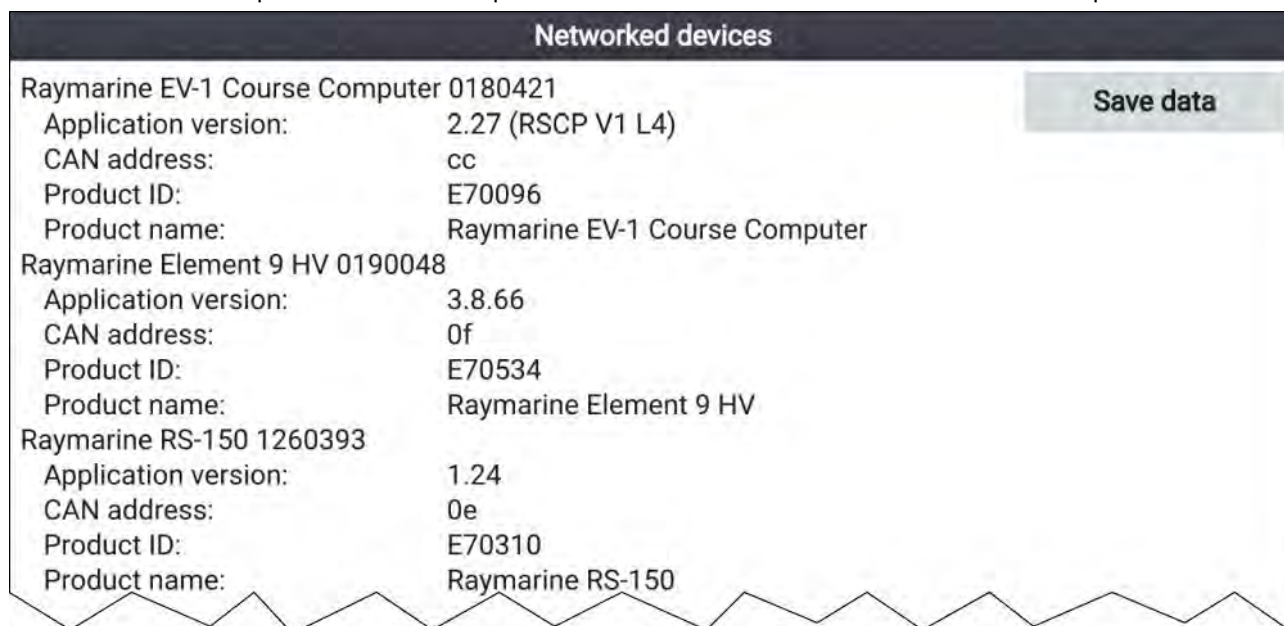 Networked devices
Save data
Raymarine EV-1 Course Computer 0180421
Application version: 2.27 (RSCP V1 L4)
CAN address: cc
Product ID: E70096
Product name: Raymarine EV-1 Course Computer
Raymarine Element 9 HV 0190048
Application version: 3.8.66
CAN address: 0f
Product ID: E70534
Product name: Raymarine Element 9 HV
Raymarine RS-150 1260393
Application version: 1.24
CAN address: 0e
Product ID: E70310
Product name: Raymarine RS-150